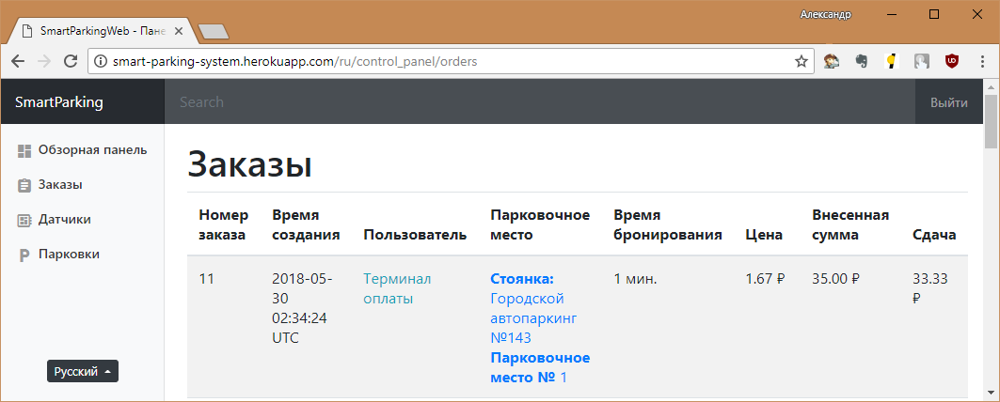 Александр
SmartParkingWeb - Пане
smart-parking-system.herokuapp.com/ru/control_panel/orders
SmartParking
Search
Выйти
Обзорная панель
Заказы
Датчики
Парковки
Русский
Заказы
Номер заказа
Время создания
Пользователь
Парковочное место
Время бронирования
Цена
Внесенная сумма
Сдача
11
2018-05-
30
02:34:24
UTC
Терминал
оплаты
Стоянка:
Городской
автопаркинг
№143
Парковочное
место № 1
1 мин.
1.67 ₽
35.00 ₽
33.33
₽